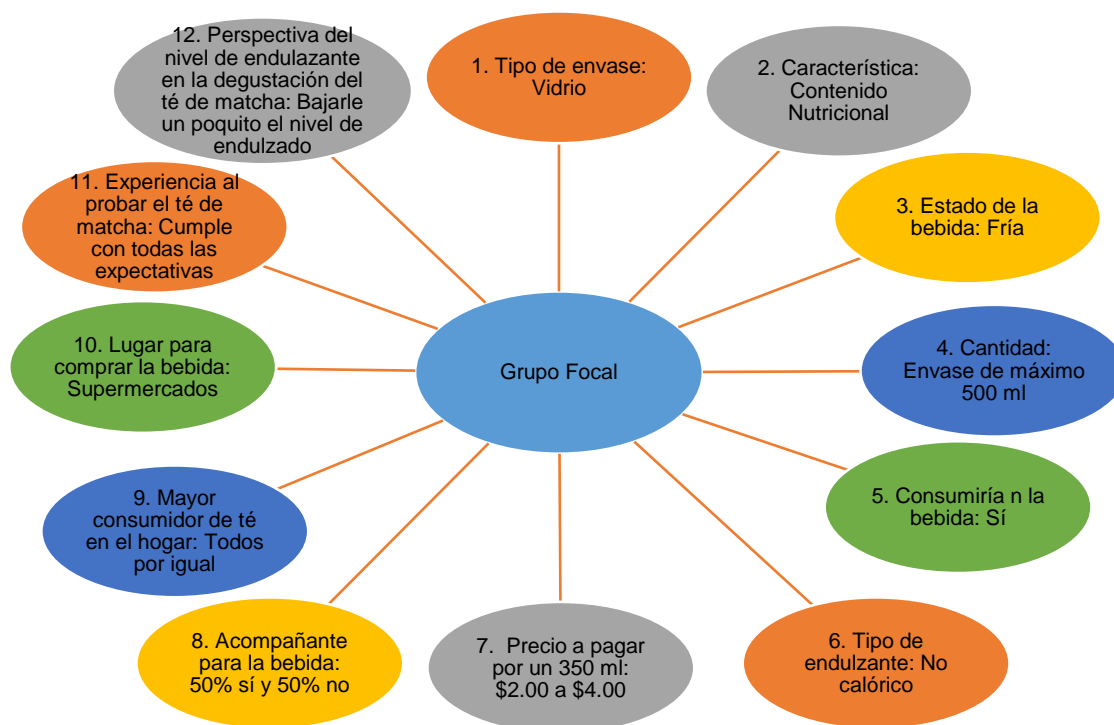 Grupo Focal
1. Tipo de envase:
Vidrio
2. Característica:
Contenido
Nutricional
3. Estado de la
bebida: Fría
4. Cantidad:
Envase de máximo
500 ml
5. Consumiría n la
bebida: Sí
6. Tipo de
endulzante: No
calórico
7. Precio a pagar
por un 350 ml:
$2.00 a $4.00
8. Acompañante
para la bebida:
50% sí y 50% no
9. Mayor
consumidor de té
en el hogar: Todos
por igual
10. Lugar para
comprar la bebida:
Supermercados
11. Experiencia al
probar el té de
matcha: Cumple
con todas las
expectativas
12. Perspectiva del
nivel de endulazante
en la degustación del
té de matcha: Bajarle
un poquito el nivel de
endulzado